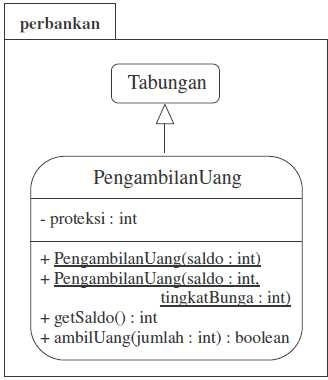 perbankan
Tabungan
PengambilanUang
- proteksi : int
+ PengambilanUang(saldo : int)
+ PengambilanUang(saldo : int,
tingkatBunga : int)
+ getSaldo() : int
+ ambilUang(jumlah : int) : boolean